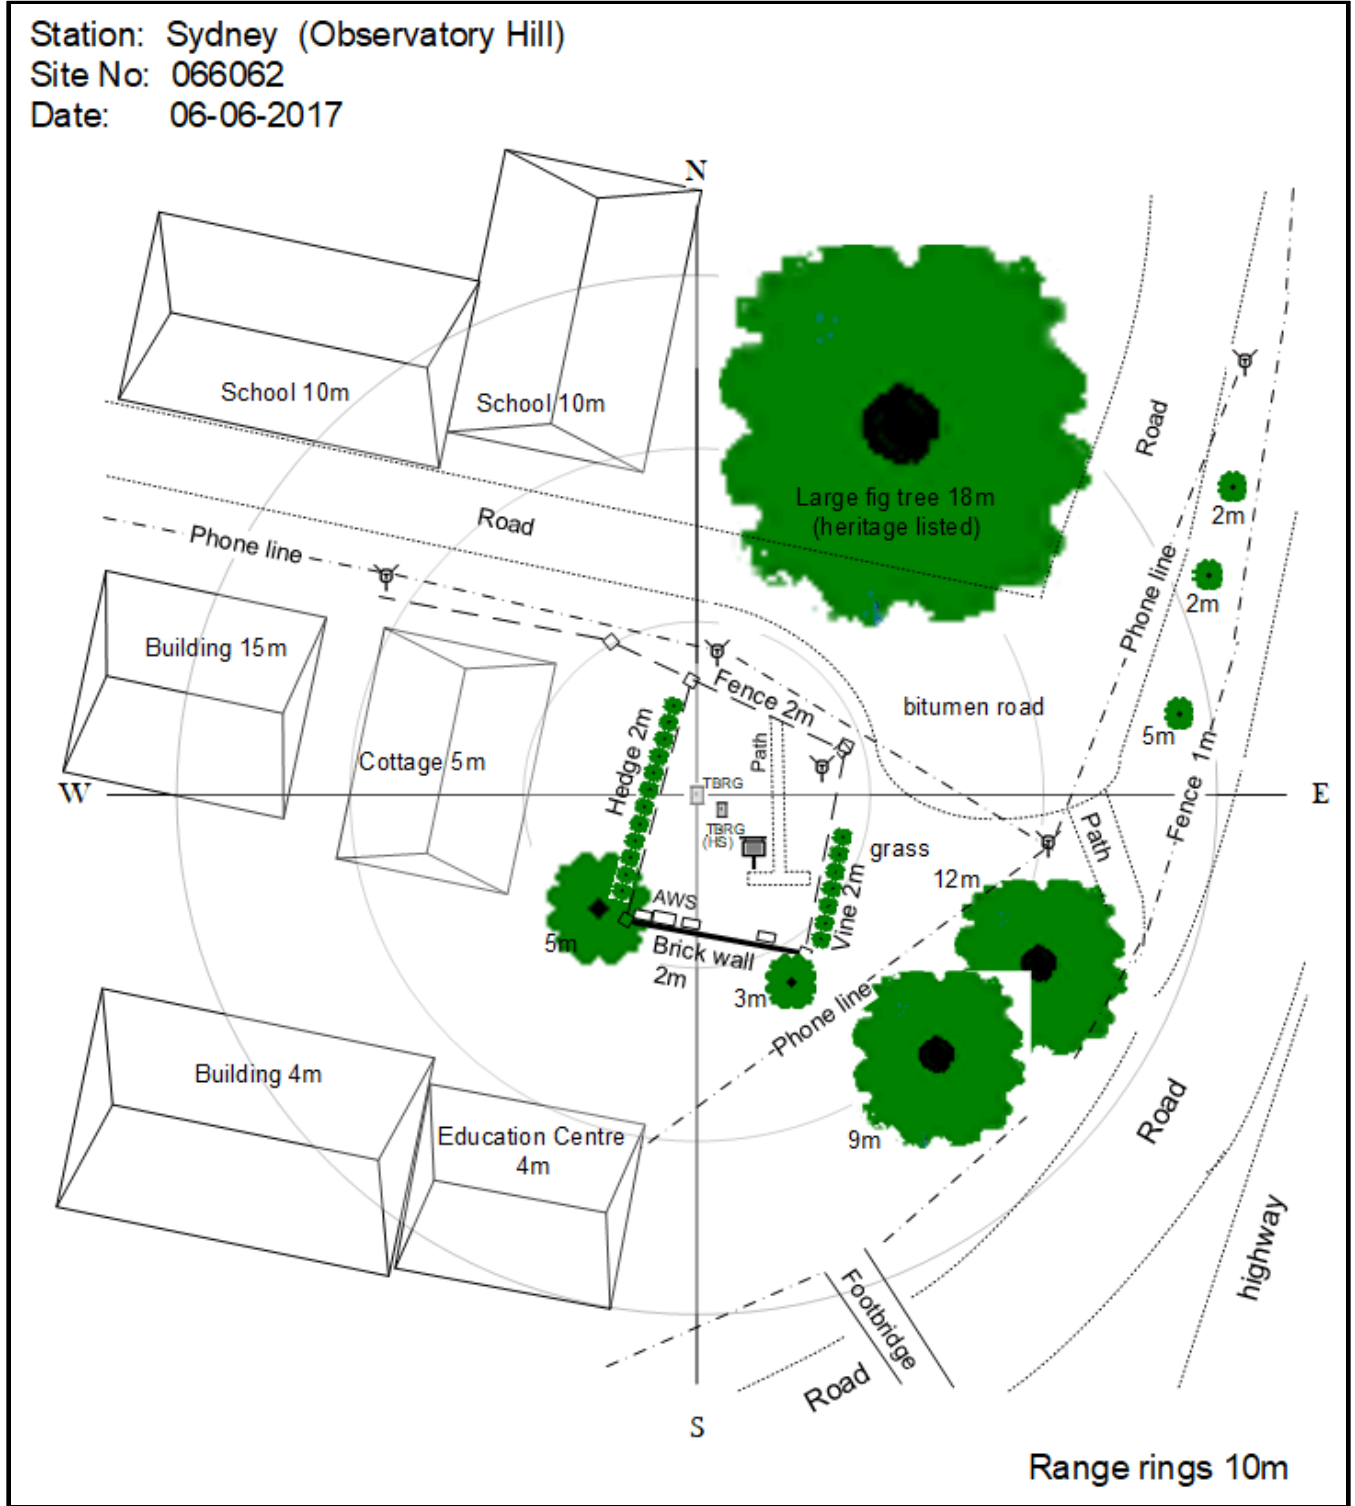 Station: Sydney (Observatory Hill)
Site No: 066062
Date: 06-06-2017
N
School 10m
School 10m
Large fig tree 18m
(heritage listed)
Road
Road
Phone line
2m
2m
Phone line
Building 15m
Cottage 5m
Hedge 2m
Fence 2m
Path
bitumen road
5m
Fence 1m
W
TBRG
TBRG
(HS)
E
Path
grass
12m
AWS
Vine 2m
5m
Brick wall
2m
3m
Phone line
Building 4m
Education Centre
4m
9m
Road
highway
Footbridge
Road
S
Range rings 10m